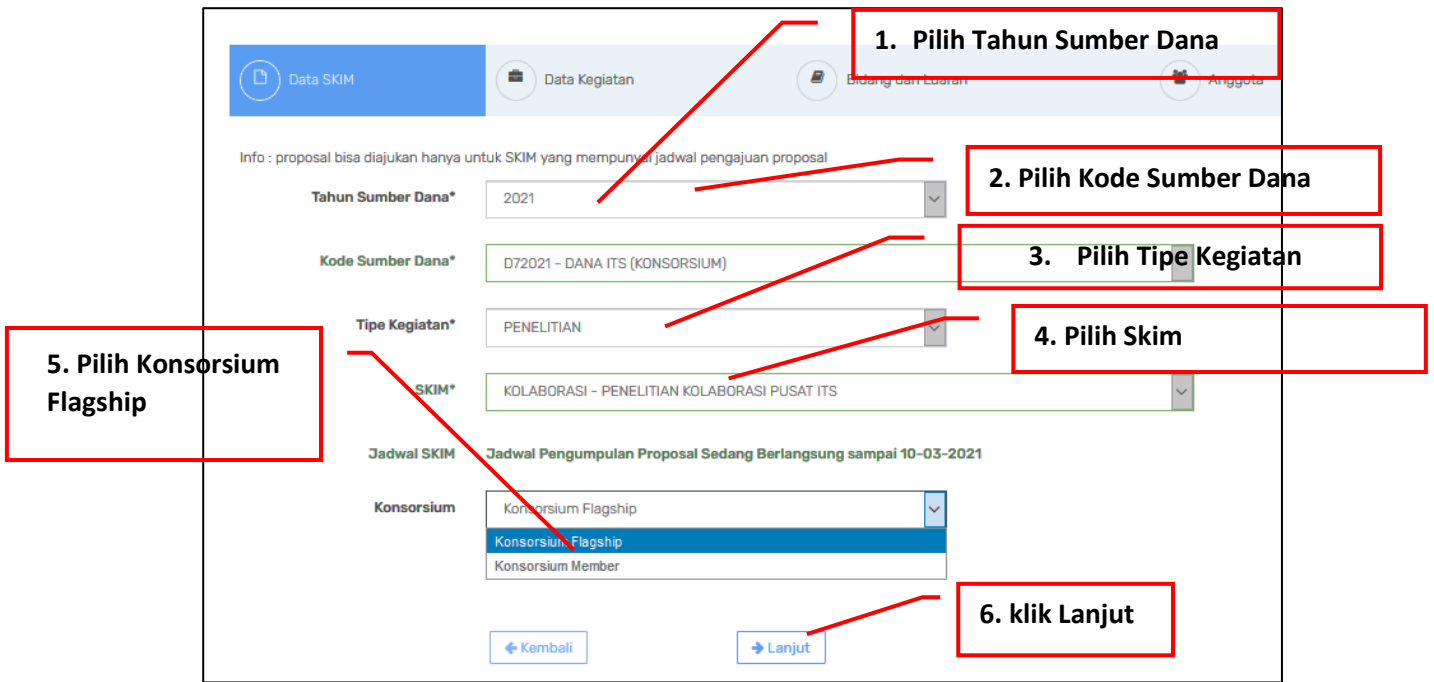 1. Pilih Tahun Sumber Dana
Data SKIM
Data Kegiatan
Bidang dan Luaran
Anggota
Info : proposal bisa diajukan hanya untuk SKIM yang mempunyai jadwal pengajuan proposal
2. Pilih Kode Sumber Dana
Tahun Sumber Dana*
2021
Kode Sumber Dana*
D72021 - DANA ITS (KONSORSIUM)
3. Pilih Tipe Kegiatan
Tipe Kegiatan*
PENELITIAN
4. Pilih Skim
5. Pilih Konsorsium
Flagship
SKIM*
KOLABORASI - PENELITIAN KOLABORASI PUSAT ITS
Jadwal SKIM
Jadwal Pengumpulan Proposal Sedang Berlangsung sampai 10-03-2021
Konsorsium
Konsorsium Flagship
Konsorsium Flagship
Konsorsium Member
6. klik Lanjut
Kembali
Lanjut